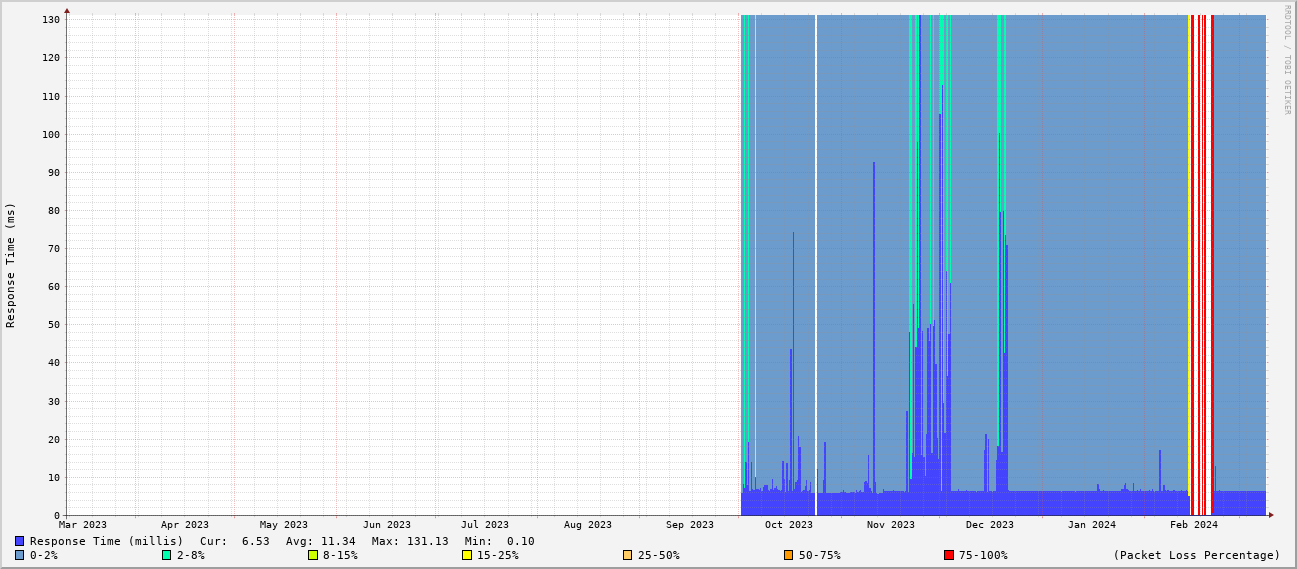 RRDTOOL / TOBI OETIKER
Response Time (ms)
130
120
110
100
90
80
70
60
50
40
30
20
10
0
Mar 2023 Apr 2023 May 2023 Jun 2023 Jul 2023 Aug 2023 Sep 2023 Oct 2023 Nov 2023 Dec 2023 Jan 2024 Feb 2024
Response Time (millis) Cur: 6.53 Avg: 11.34 Max: 131.13 Min: 0.10
0-2% 2-8% 8-15% 15-25% 25-50% 50-75% 75-100% (Packet Loss Percentage)